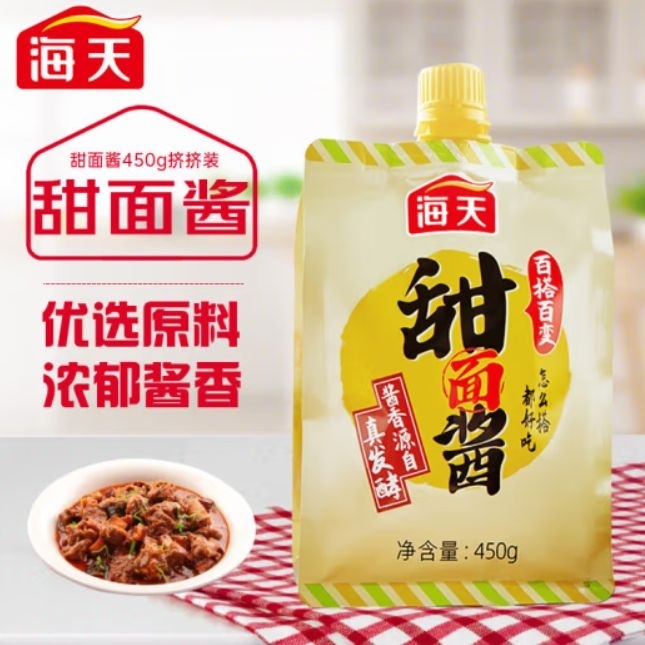 海天
甜面酱450g挤挤装
甜面酱
优选原料
浓郁酱香
海天
甜面酱
百搭百变
怎么搭
都好吃
酱香源自
真发酵
净含量:450g